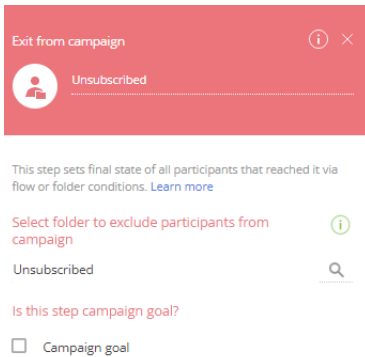 Exit from campaign
Unsubscribed
This step sets final state of all participants that reached it via
flow or folder conditions. Learn more
Select folder to exclude participants from
campaign
Unsubscribed
Is this step campaign goal?
Campaign goal